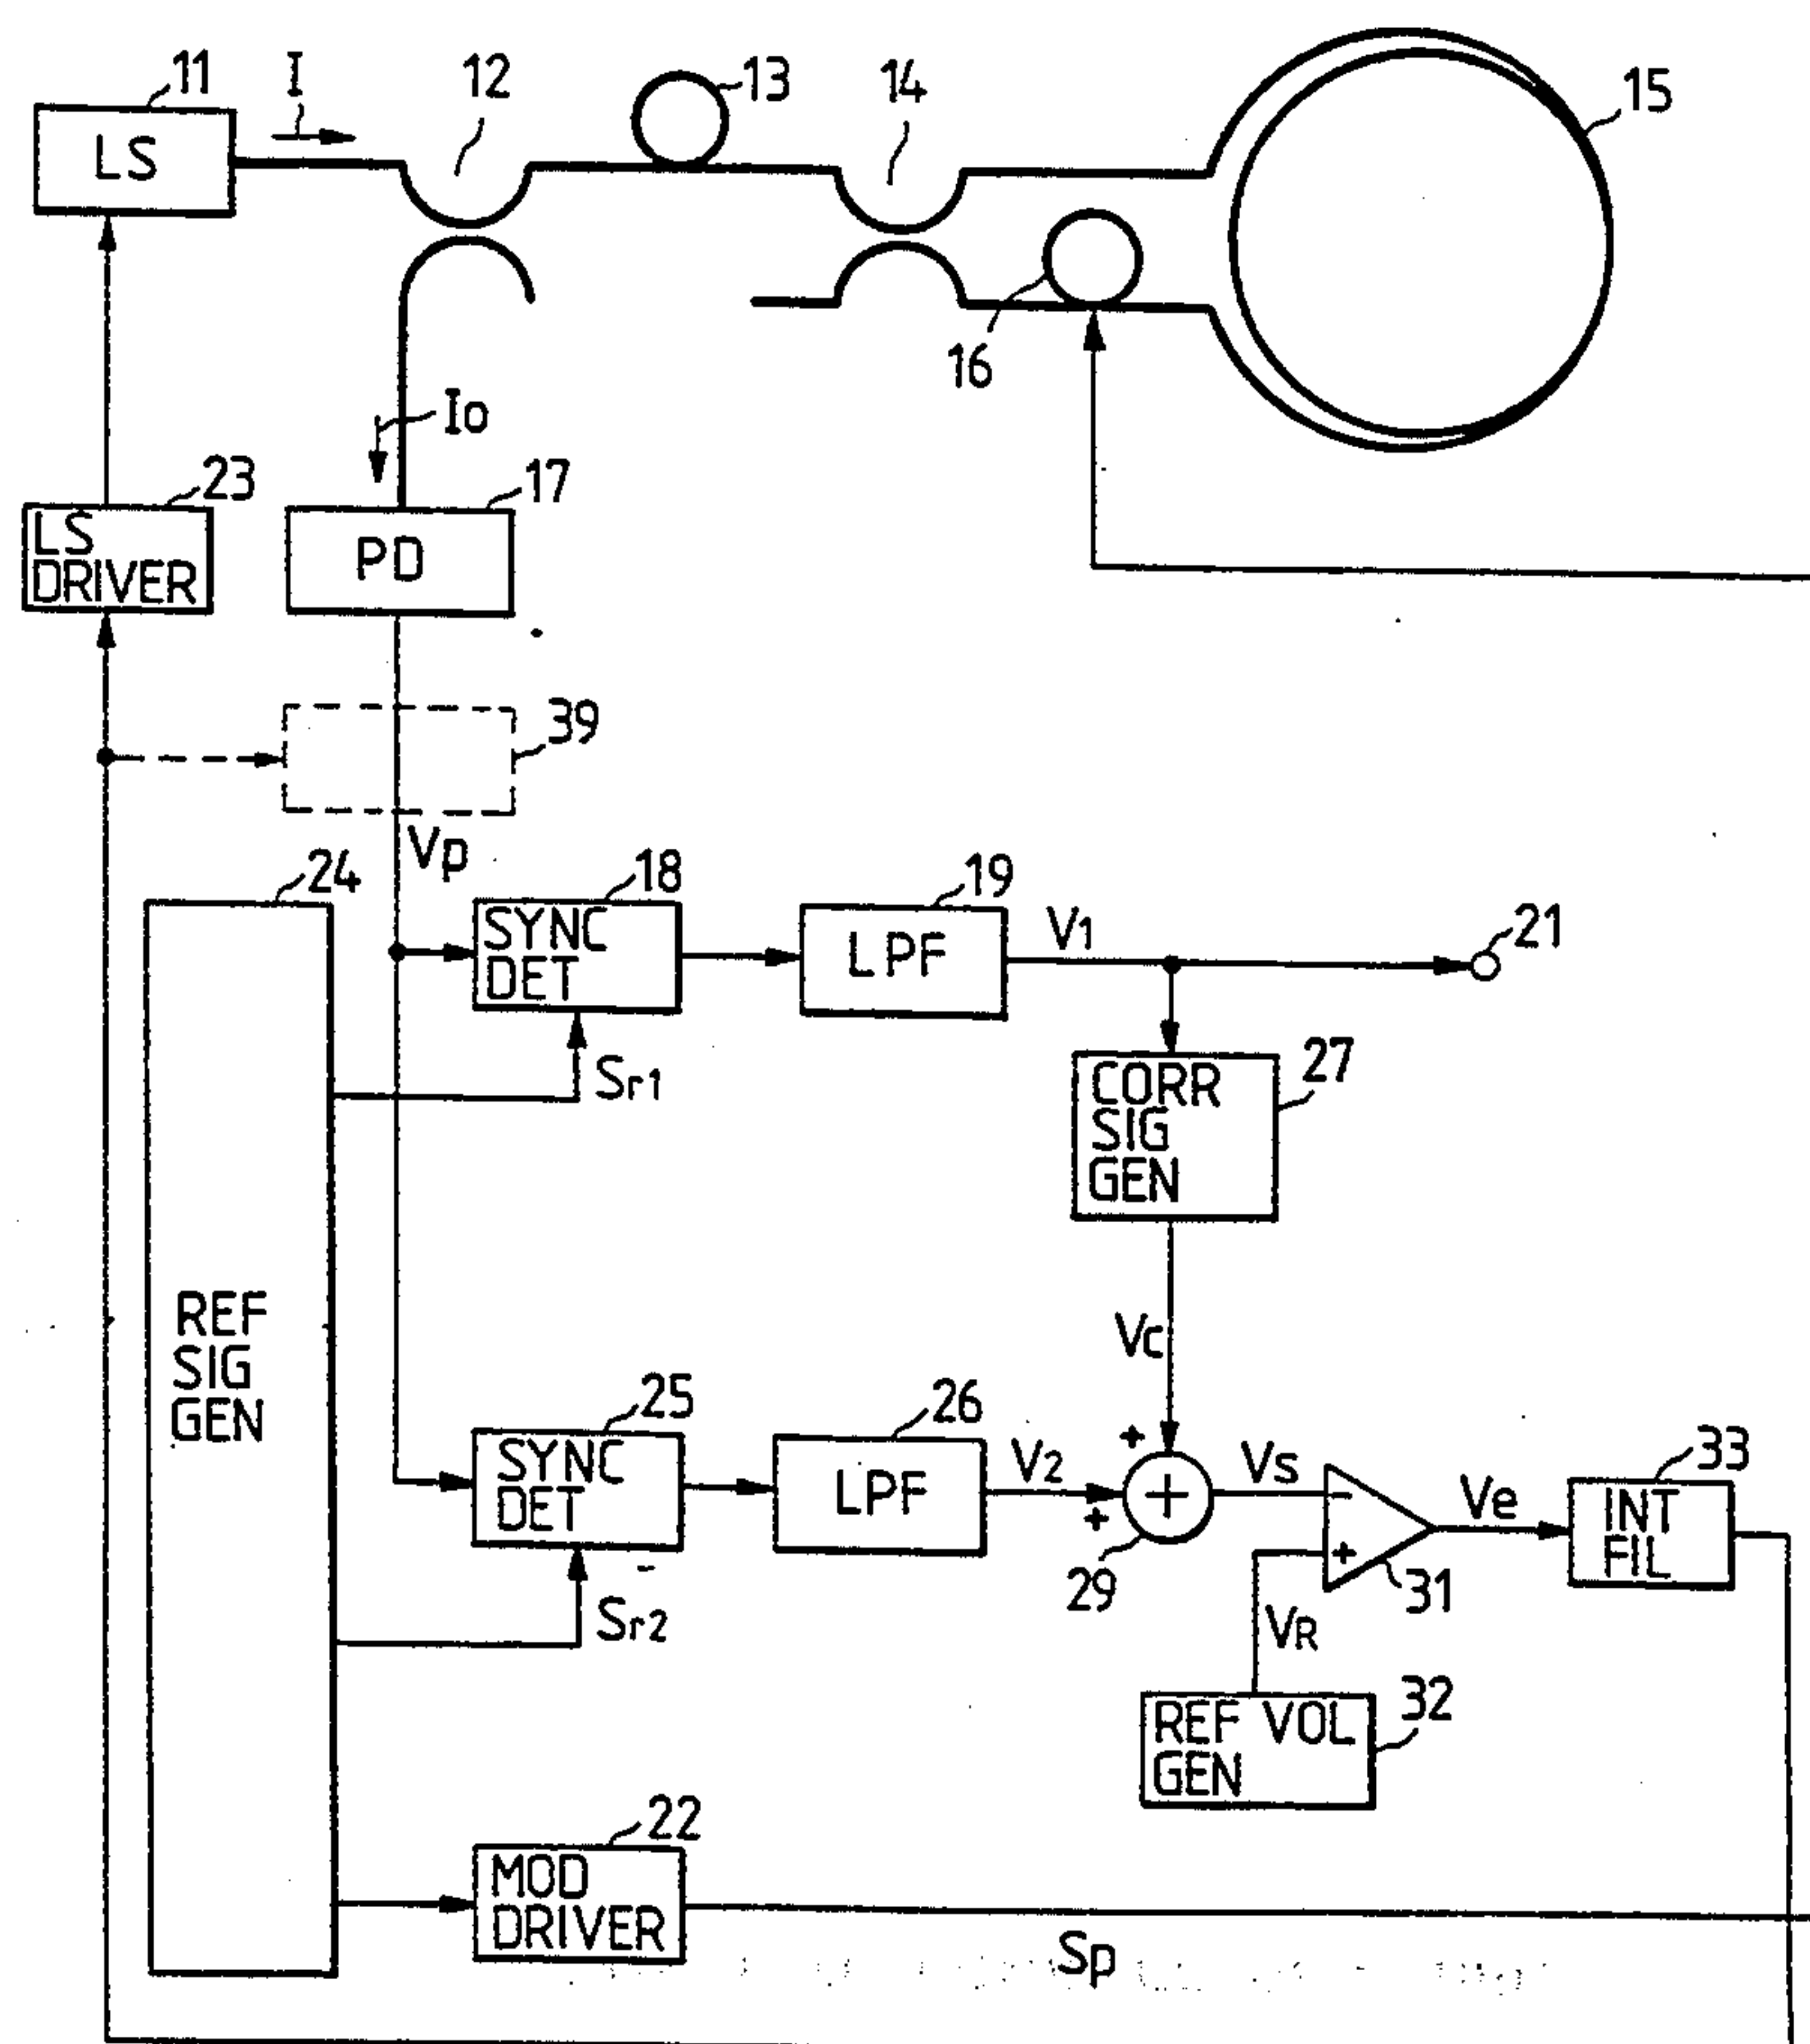 11
I
12
13
14
15
LS
16
Io
23
17
LS
DRIVER
PD
39
Vp
24
18
19
21
SYNC
DET
LPF
V1
Sr1
27
CORR
SIG
GEN
REF
SIG
GEN
Vc
25
26
33
SYNC
DET
LPF
V2
+
+
+
29
Vs
−
+
31
Ve
INT
FIL
Sr2
VR
32
REF VOL
GEN
22
MOD
DRIVER
Sp